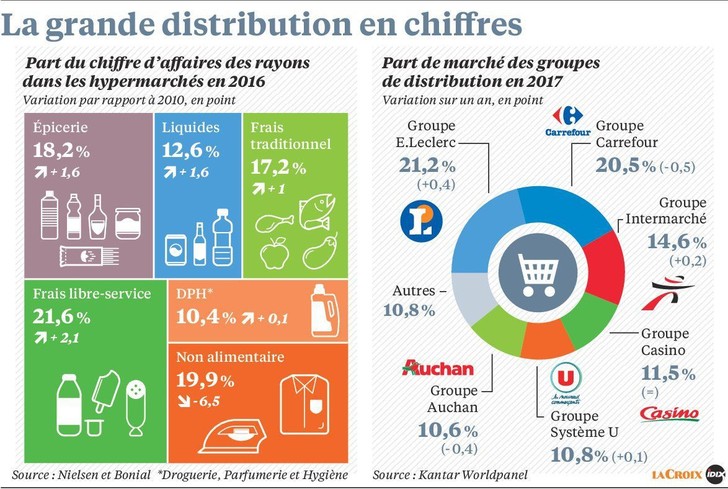 La grande distribution en chiffres
Part du chiffre d'affaires des rayons
dans les hypermarchés en 2016
Variation par rapport à 2010, en point
Épicerie
18,2 %
+ 1,6
Liquides
12,6 %
+ 1,6
Frais
traditionnel
17,2 %
+ 1
Frais libre-service
21,6 %
+ 2,1
DPH*
10,4 % + 0,1
Non alimentaire
19,9 %
-6,5
Source : Nielsen et Bonial *Droguerie, Parfumerie et Hygiène
Part de marché des groupes
de distribution en 2017
Variation sur un an, en point
Groupe
E.Leclerc
21,2 %
(+0,4)
L
Carrefour
Groupe
Carrefour
20,5 % (-0,5)
Groupe
Intermarché
14,6 %
(+0,2)
Groupe
Casino
11,5 %
(=)
Casino
U
Groupe
Système U
10,8 % (+0,1)
Auchan
Groupe
Auchan
10,6 %
(-0,4)
Autres
10,8 %
Source : Kantar Worldpanel
LA CROIX IDIX